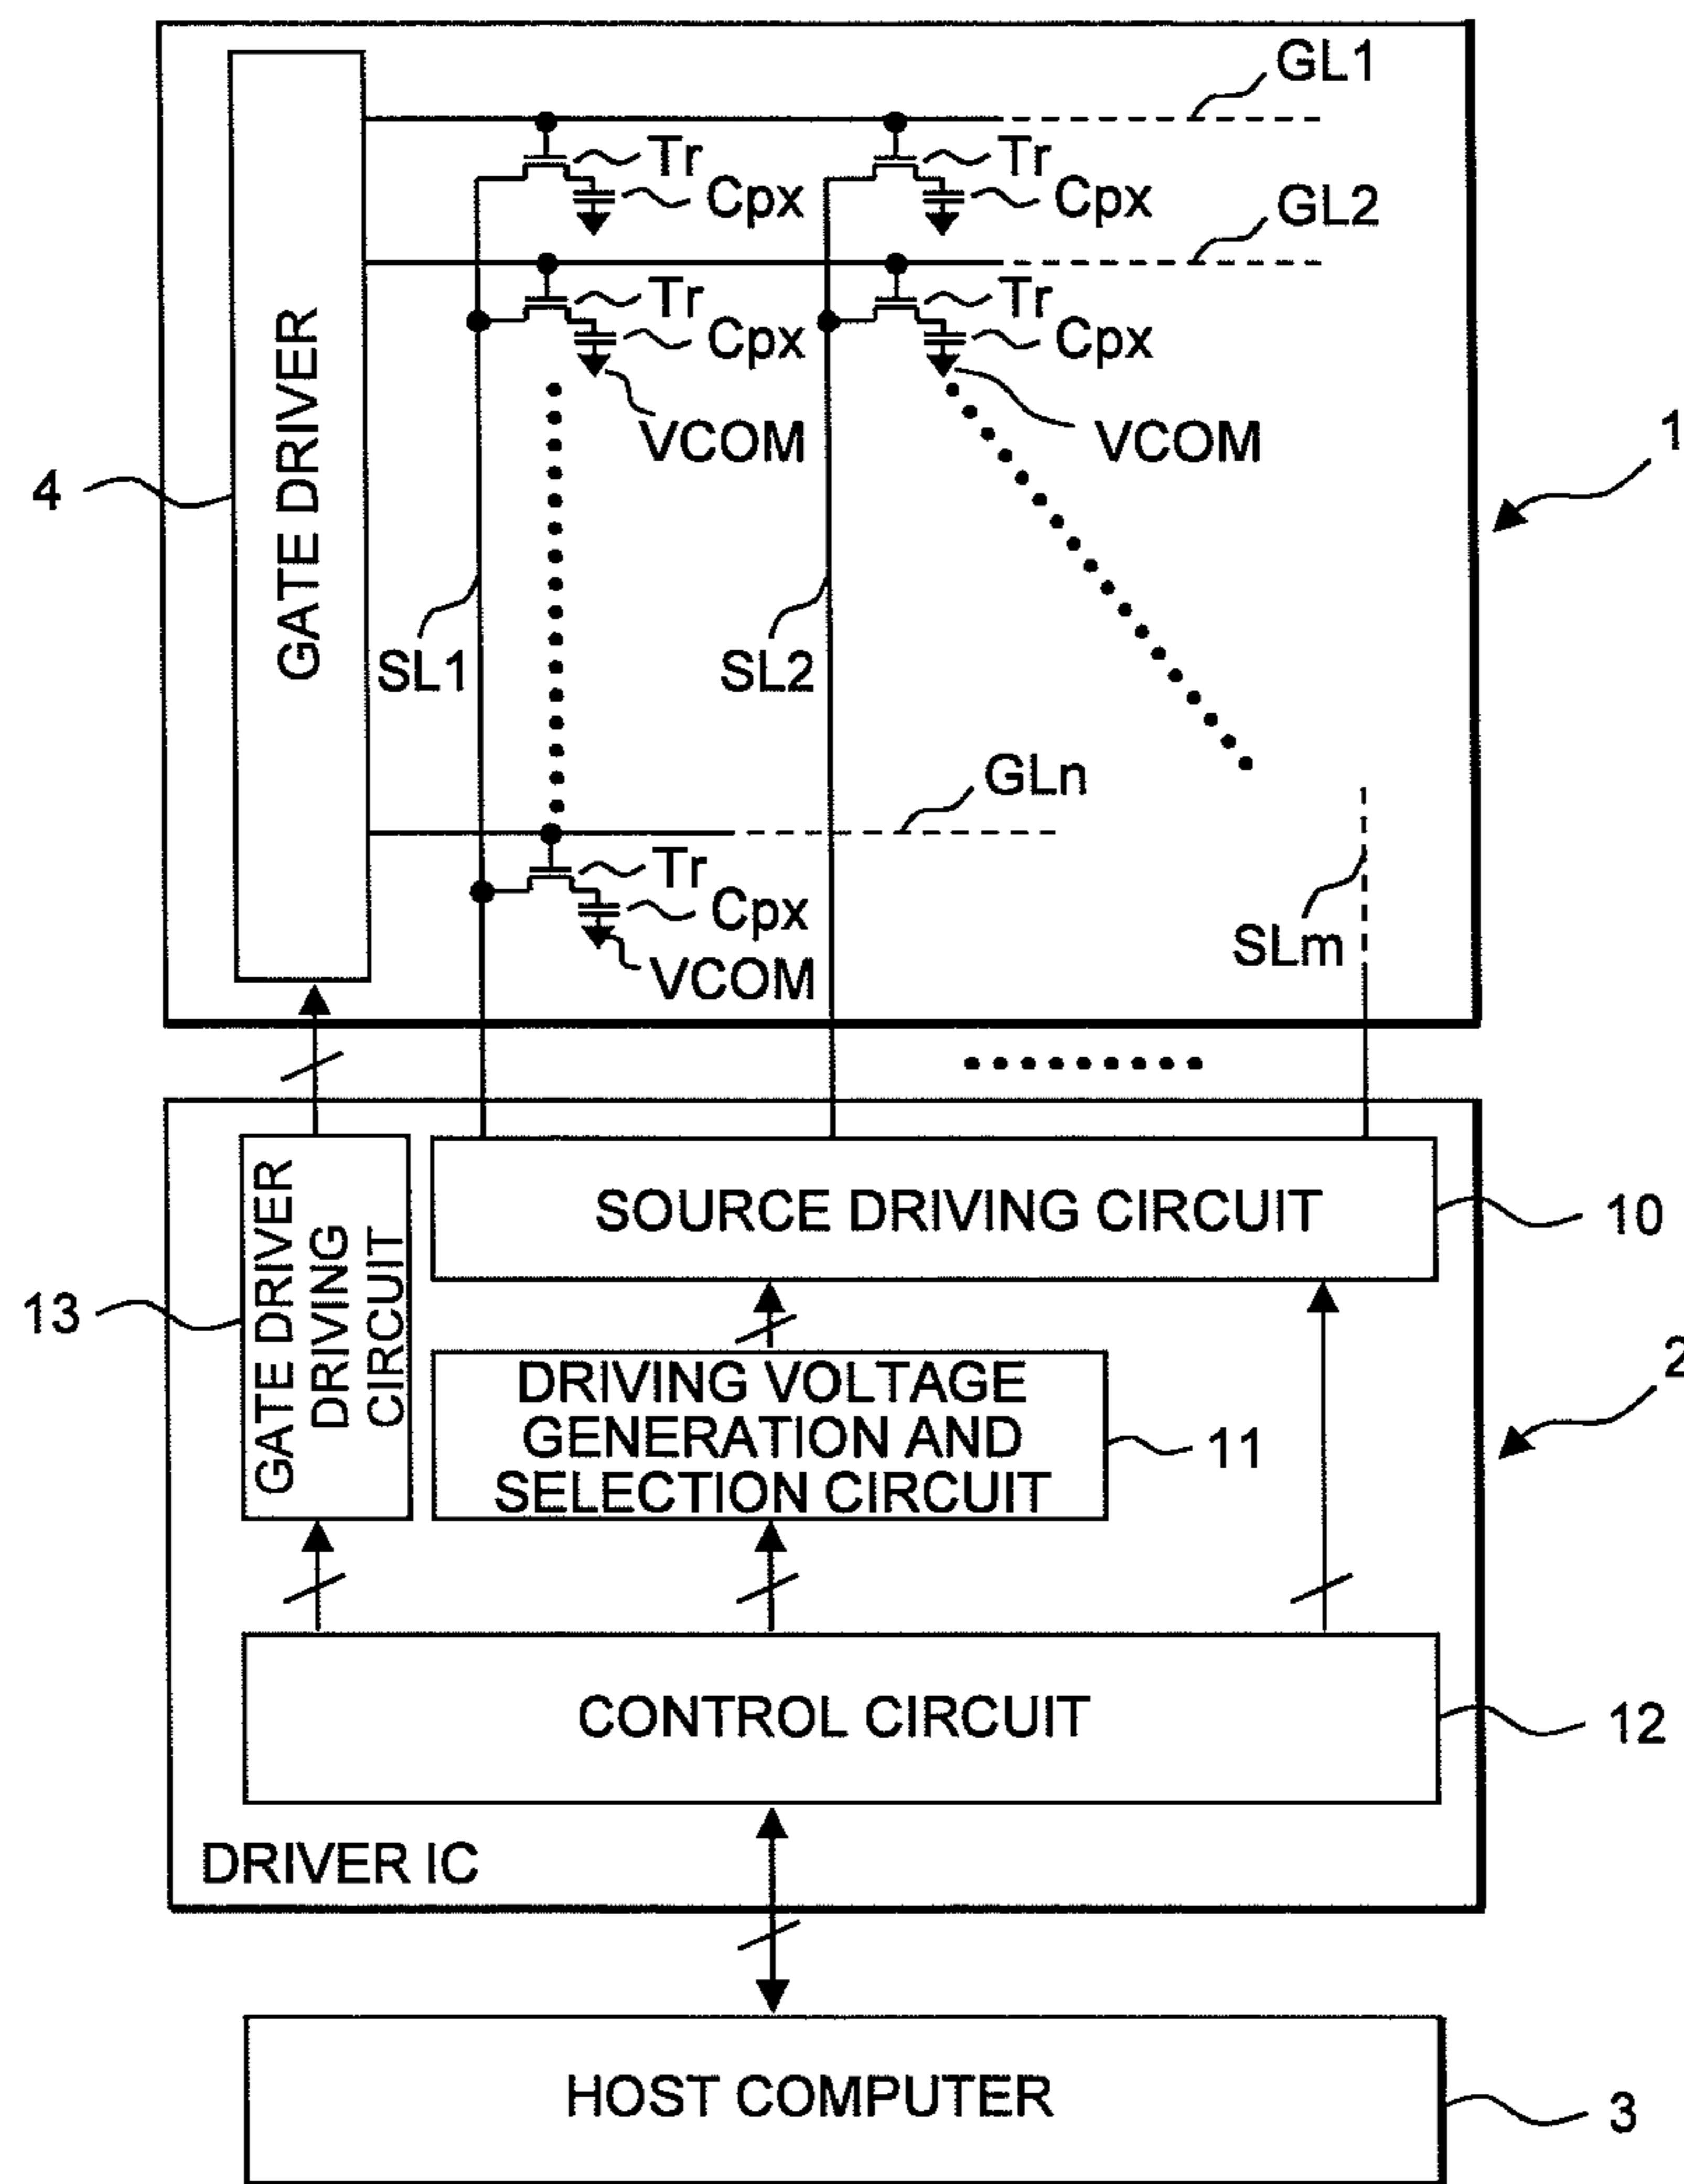 GL1
Tr
Tr
Cpx
Cpx
GL2
Tr
Tr
Cpx
Cpx
VCOM
VCOM
1
4
GATE DRIVER
SL1
SL2
GLn
Tr
Cpx
VCOM
SLm
SOURCE DRIVING CIRCUIT
10
GATE DRIVER
DRIVING
CIRCUIT
13
DRIVING VOLTAGE
GENERATION AND
SELECTION CIRCUIT
11
2
CONTROL CIRCUIT
12
DRIVER IC
HOST COMPUTER
3